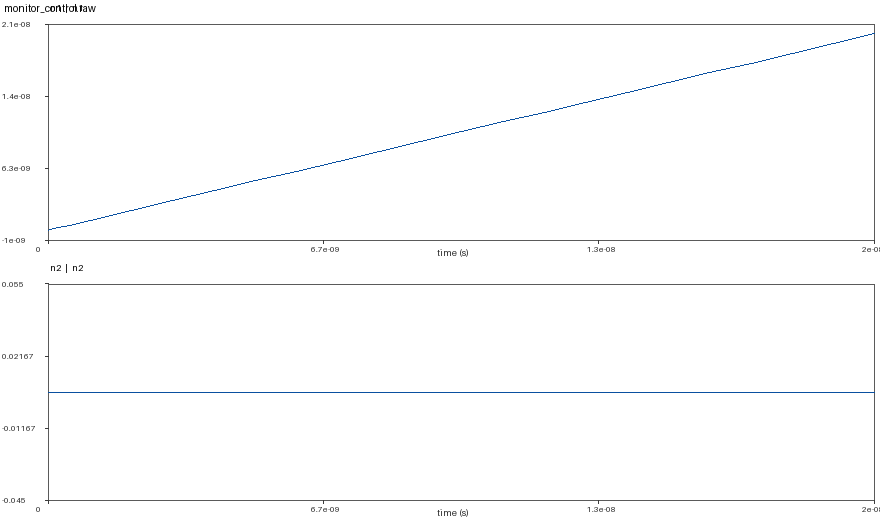 monitor_control.raw
n1 | n1
2.1e-08
1.4e-08
6.3e-09
-1e-09
0
6.7e-09
1.3e-08
2e-08
time (s)
n2 | n2
0.055
0.02167
-0.01167
-0.045
0
6.7e-09
1.3e-08
2e-08
time (s)